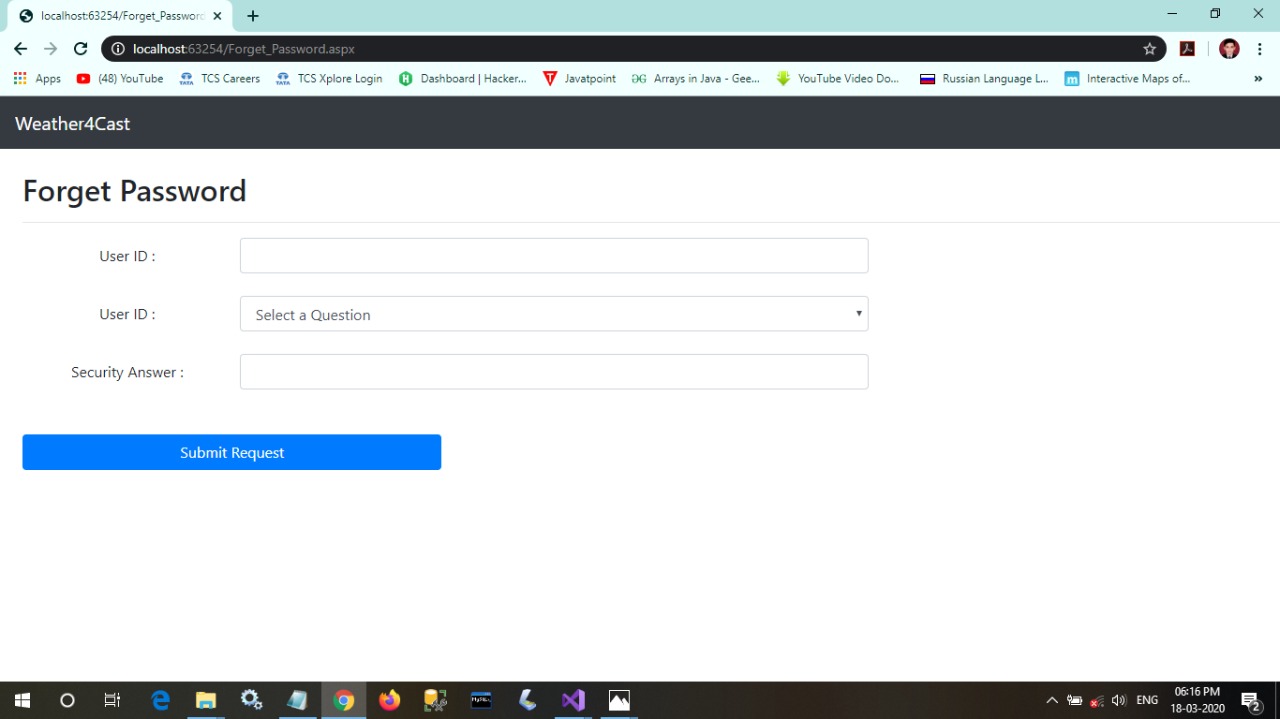 localhost:63254/Forget_Password
localhost:63254/Forget_Password.aspx
Apps (48) YouTube TCS Careers TCS Xplore Login Dashboard | Hacker... Javatpoint Arrays in Java - Gee... YouTube Video Do... Russian Language L... Interactive Maps of...
Weather4Cast
Forget Password
User ID :
User ID : Select a Question
Security Answer :
Submit Request
ENG 06:16 PM
18-03-2020 2